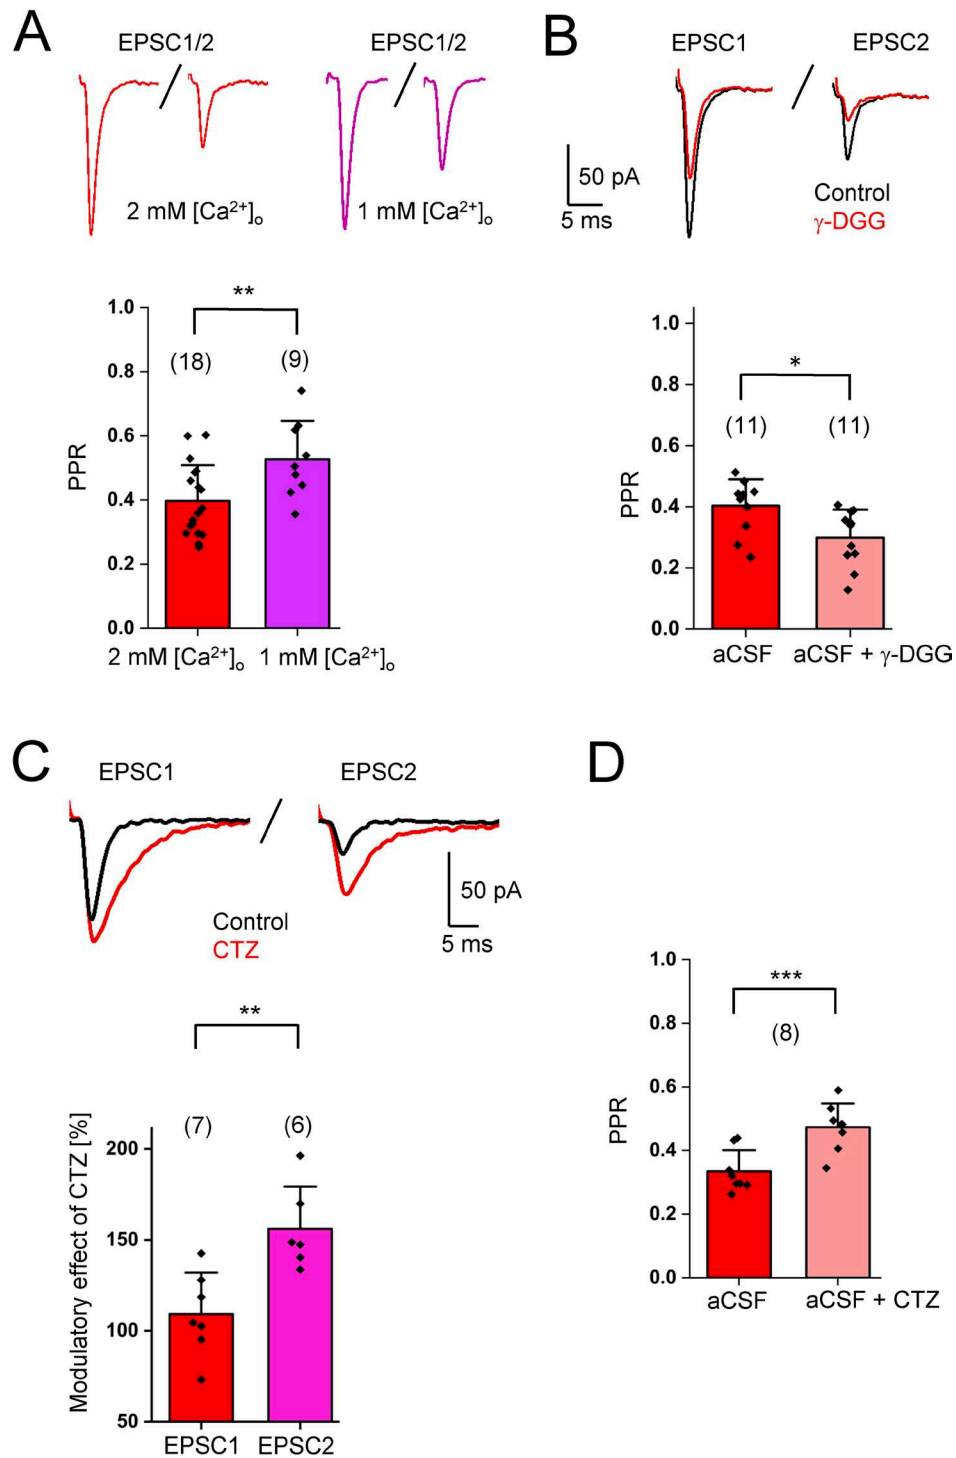 A
EPSC1/2
EPSC1/2
2 mM [Ca²⁺]ₒ
1 mM [Ca²⁺]ₒ
**
1.0
0.8
0.6
0.4
0.2
0.0
PPR
(18)
(9)
2 mM [Ca²⁺]ₒ
1 mM [Ca²⁺]ₒ
B
EPSC1
EPSC2
50 pA
5 ms
Control
γ-DGG
*
1.0
0.8
0.6
0.4
0.2
0.0
PPR
(11)
(11)
aCSF
aCSF + γ-DGG
C
EPSC1
EPSC2
50 pA
5 ms
Control
CTZ
**
Modulatory effect of CTZ [%]
200
150
100
50
(7)
(6)
EPSC1
EPSC2
D
***
1.0
0.8
0.6
0.4
0.2
0.0
PPR
(8)
aCSF
aCSF + CTZ